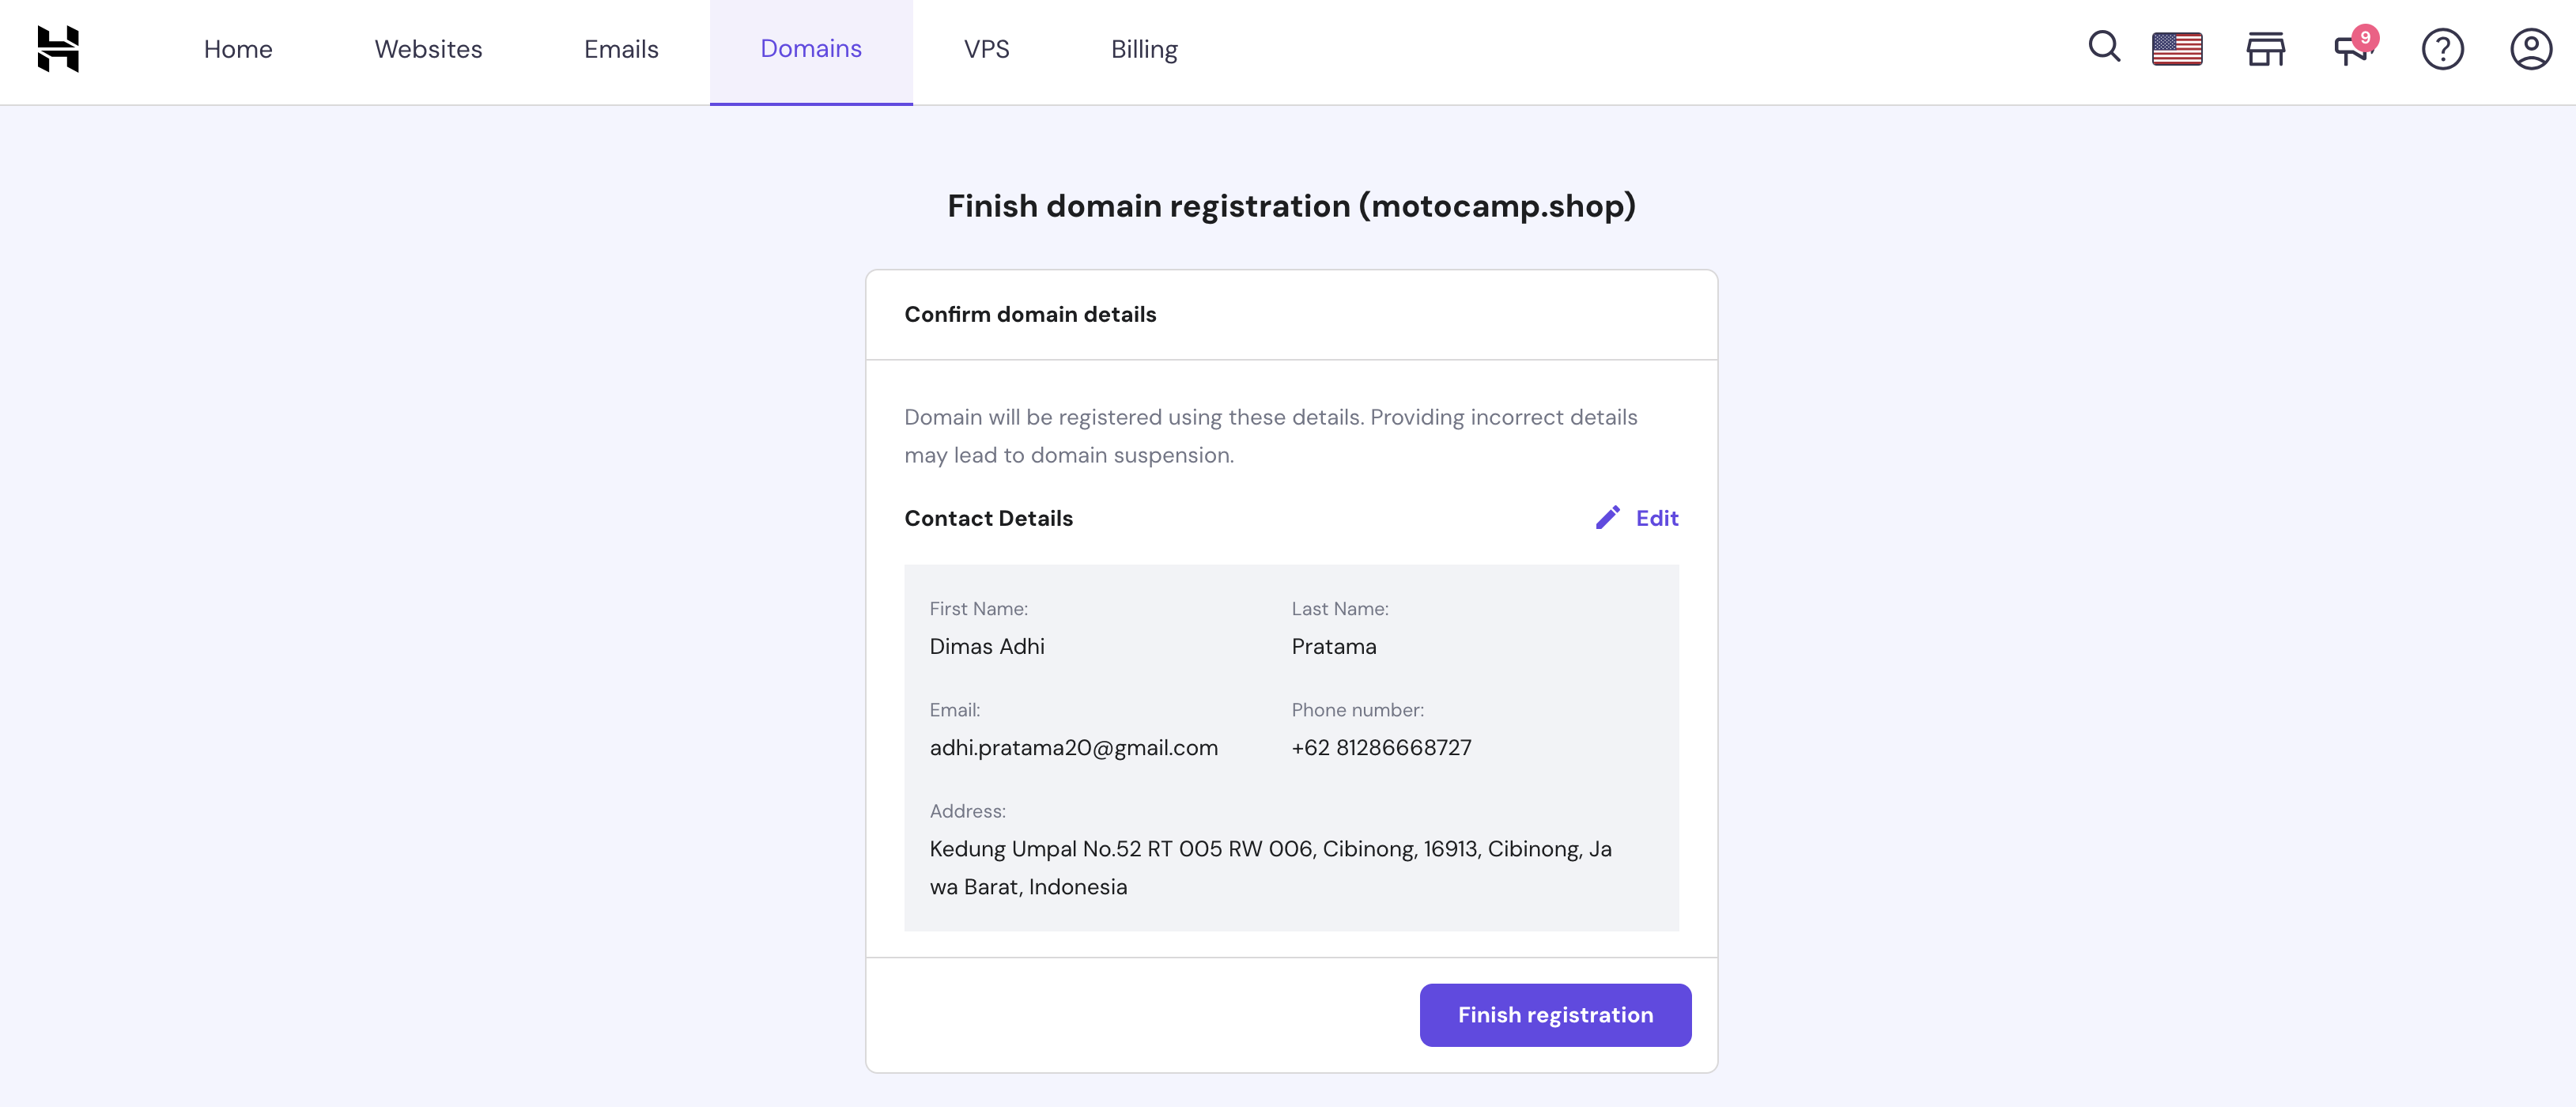 Home Websites Emails Domains VPS Billing 9
Finish domain registration (motocamp.shop)
Confirm domain details
Domain will be registered using these details. Providing incorrect details
may lead to domain suspension.
Contact Details Edit
First Name: Last Name:
Dimas Adhi Pratama
Email: Phone number:
adhi.pratama20@gmail.com +62 81286668727
Address:
Kedung Umpal No.52 RT 005 RW 006, Cibinong, 16913, Cibinong, Ja
wa Barat, Indonesia
Finish registration